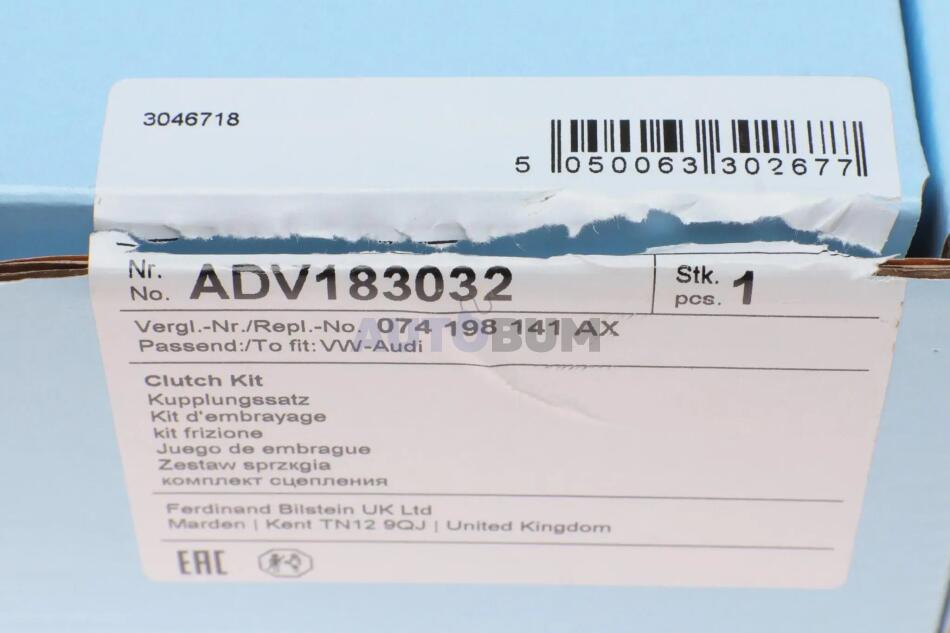 3046718
5 050063 302677
Nr.
No. ADV183032
Stk.
pcs. 1
Vergl.-Nr./Repl.-No. 074 198 141 AX
Passend:/To fit: VW-Audi
AUTOBUM
Clutch Kit
Kupplungssatz
Kit d'embrayage
kit frizione
Juego de embrague
Zestaw sprzкgia
комплект сцепления
Ferdinand Bilstein UK Ltd
Marden | Kent TN12 9QJ | United Kingdom
EAC